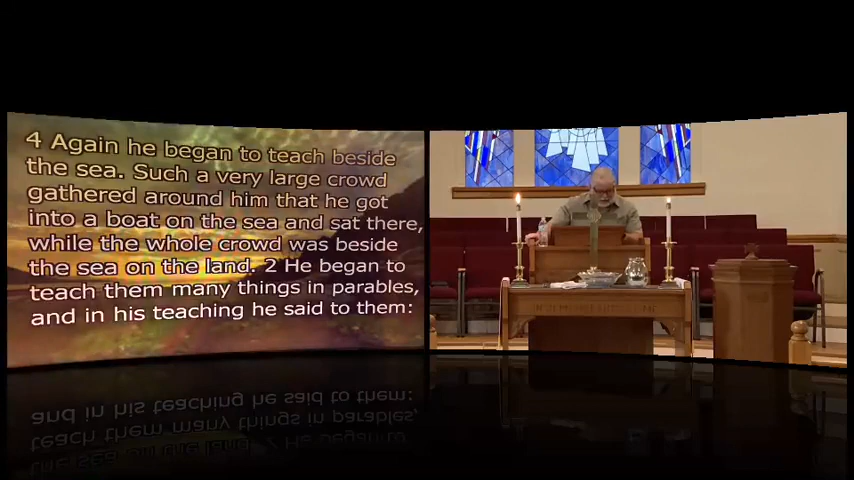 4 Again he began to teach beside
the sea. Such a very large crowd
gathered around him that he got
into a boat on the sea and sat there,
while the whole crowd was beside
the sea on the land. 2 He began to
teach them many things in parables,
and in his teaching he said to them: